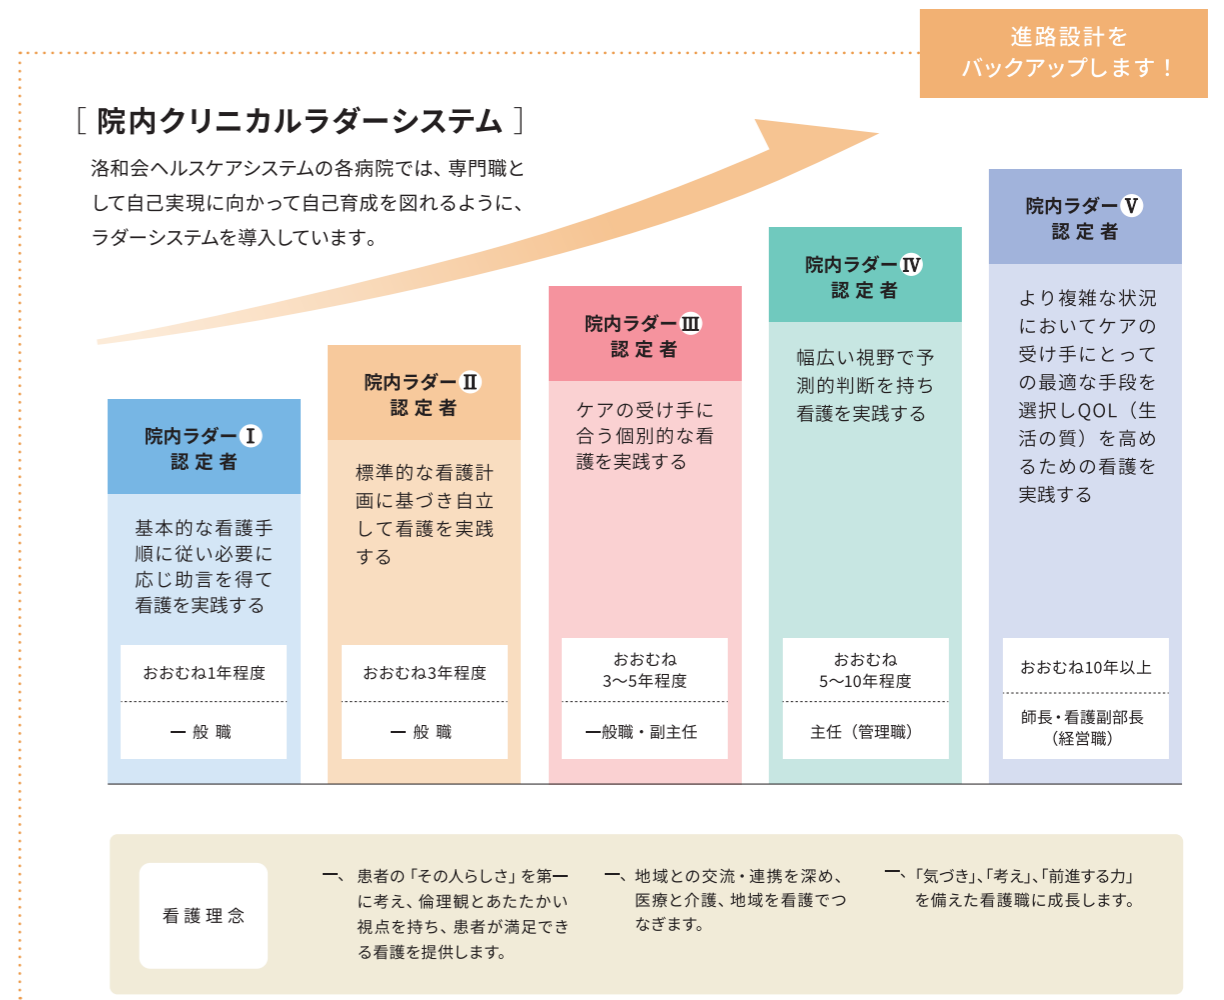 進路設計を
バックアップします！
［ 院内クリニカルラダーシステム ］
洛和会ヘルスケアシステムの各病院では、専門職と
して自己実現に向かって自己育成を図れるように、
ラダーシステムを導入しています。
院内ラダーⅠ
認定者
基本的な看護手
順に従い必要に
応じ助言を得て
看護を実践する
おおむね1年程度
一般職
院内ラダーⅡ
認定者
標準的な看護計
画に基づき自立
して看護を実践
する
おおむね3年程度
一般職
院内ラダーⅢ
認定者
ケアの受け手に
合う個別的な看
護を実践する
おおむね
3〜5年程度
一般職・副主任
院内ラダーⅣ
認定者
幅広い視野で予
測的判断を持ち
看護を実践する
おおむね
5〜10年程度
主任（管理職）
院内ラダーⅤ
認定者
より複雑な状況
においてケアの
受け手にとって
の最適な手段を
選択しQOL（生
活の質）を高め
るための看護を
実践する
おおむね10年以上
師長・看護副部長
（経営職）
看護理念
一、患者の「その人らしさ」を第一
に考え、倫理観とあたたかい
視点を持ち、患者が満足でき
る看護を提供します。
一、地域との交流・連携を深め、
医療と介護、地域を看護でつ
なぎます。
一、「気づき」、「考え」、「前進する力」
を備えた看護職に成長します。